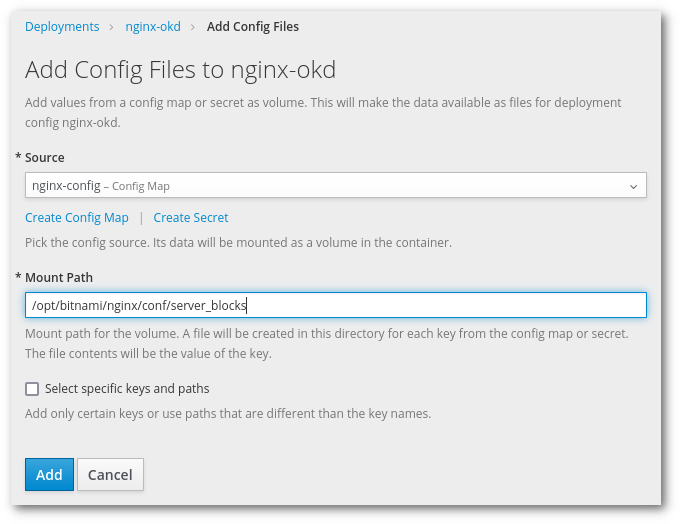 Deployments > nginx-okd > Add Config Files
Add Config Files to nginx-okd
Add values from a config map or secret as volume. This will make the data available as files for deployment
config nginx-okd.
* Source
nginx-config – Config Map
Create Config Map | Create Secret
Pick the config source. Its data will be mounted as a volume in the container.
* Mount Path
/opt/bitnami/nginx/conf/server_blocks
Mount path for the volume. A file will be created in this directory for each key from the config map or secret.
The file contents will be the value of the key.
Select specific keys and paths
Add only certain keys or use paths that are different than the key names.
Add Cancel